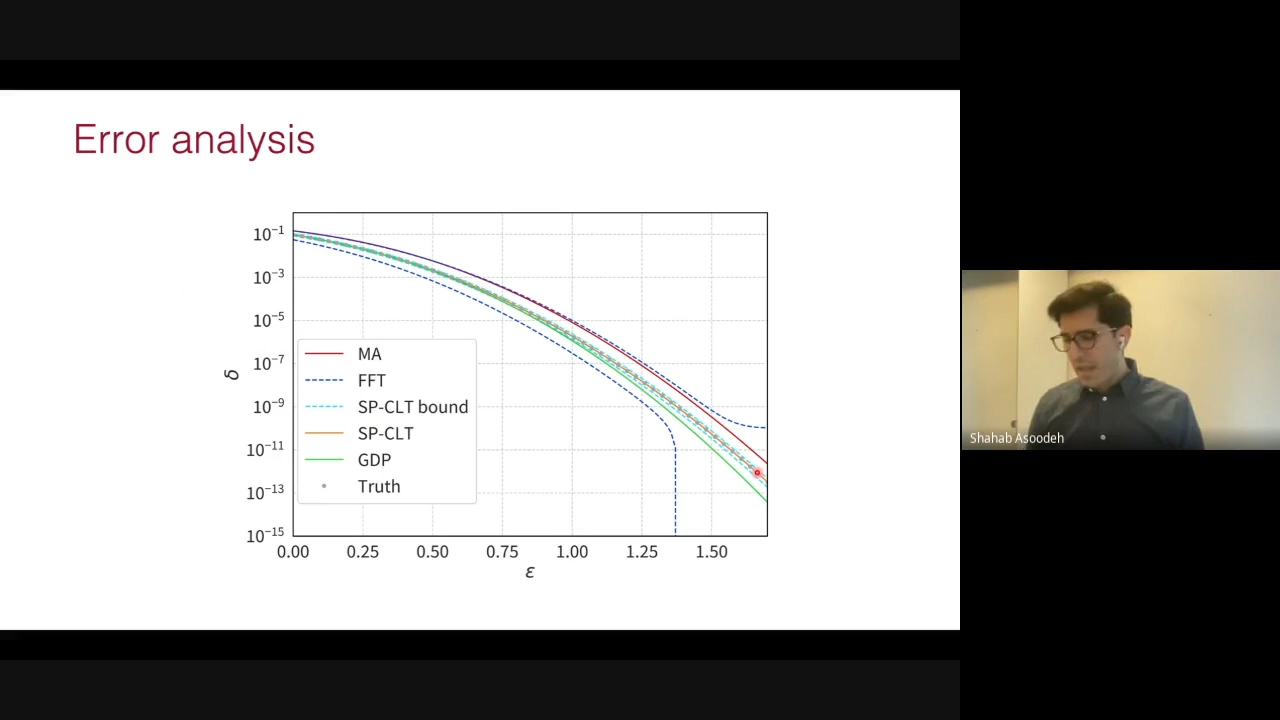 Error analysis
10⁻¹
10⁻³
10⁻⁵
10⁻⁷
10⁻⁹
10⁻¹¹
10⁻¹³
10⁻¹⁵
δ
MA
FFT
SP-CLT bound
SP-CLT
GDP
Truth
0.00 0.25 0.50 0.75 1.00 1.25 1.50
ε
Shahab Asoodeh